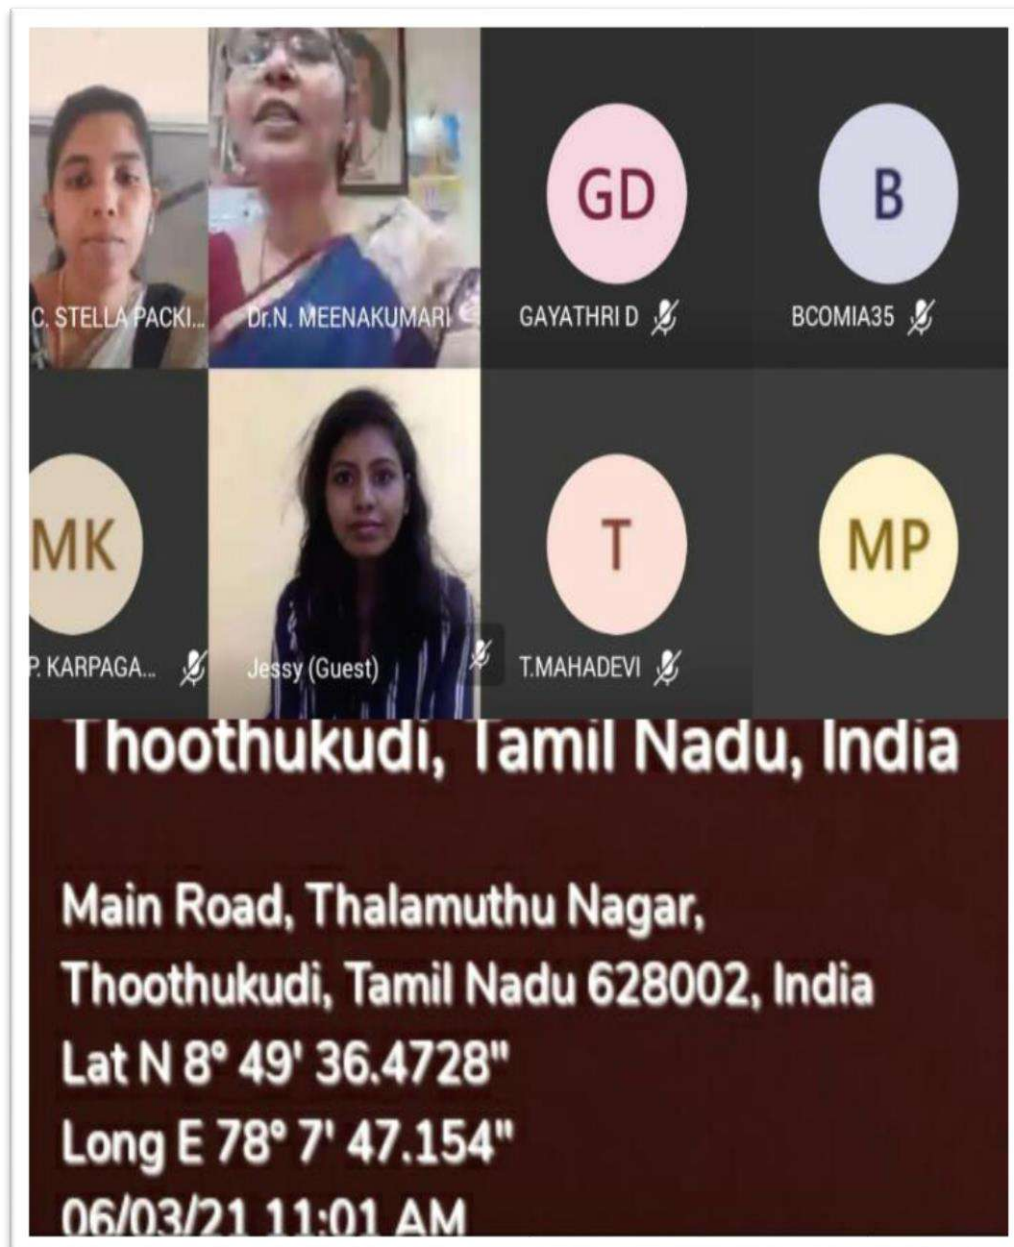 C. STELLA PACKI...
Dr.N. MEENAKUMARI
GD
GAYATHRI D
B
BCOMIA35
MK
P. KARPAGA...
Jessy (Guest)
T
T.MAHADEVI
MP
Thoothukudi, Tamil Nadu, India
Main Road, Thalamuthu Nagar,
Thoothukudi, Tamil Nadu 628002, India
Lat N 8° 49' 36.4728"
Long E 78° 7' 47.154"
06/03/21 11:01 AM